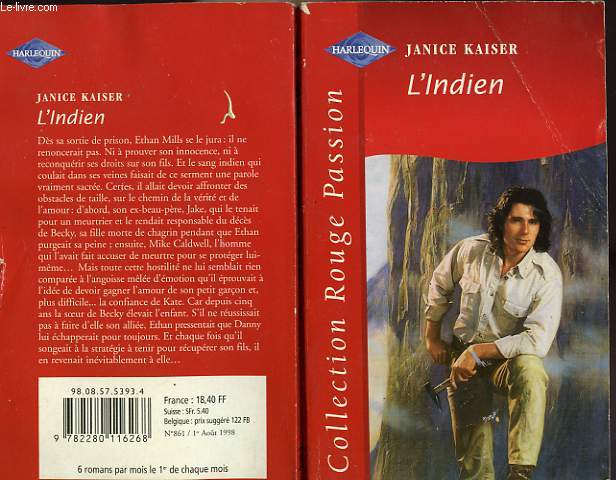 Le-livre.com
HARLEQUIN
JANICE KAISER
L'Indien
Dès sa sortie de prison, Ethan Mills se le jura : il ne
renoncerait pas. Ni à prouver son innocence, ni à
reconquérir ses droits sur son fils. Et le sang indien qui
coulait dans ses veines faisait de ce serment une parole
vraiment sacrée. Certes, il allait devoir affronter des
obstacles de taille, sur le chemin de la vérité et de
l'amour : d'abord, son ex-beau-père, Jake, qui le tenait
pour un meurtrier et le rendait responsable du décès
de Becky, sa fille morte de chagrin pendant que Ethan
purgeait sa peine ; ensuite, Mike Caldwell, l'homme
qui l'avait fait accuser de meurtre pour se protéger lui-
même... Mais toute cette hostilité ne lui semblait rien
comparée à l'angoisse mêlée d'émotion qu'il éprouvait à
l'idée de devoir gagner l'amour de son petit garçon et,
plus difficile... la confiance de Kate. Car depuis cinq
ans la sœur de Becky élevait l'enfant. S'il ne réussissait
pas à faire d'elle son alliée, Ethan pressentait que Danny
lui échapperait pour toujours. Et chaque fois qu'il
songeait à la stratégie à tenir pour récupérer son fils, il
en revenait inévitablement à elle...
98.08.57.5393.4
9 782280 116268
France : 18,40 FF
Suisse : SFr. 5.40
Belgique : prix suggéré 122 FB
N°861 / 1er Août 1998
6 romans par mois le 1er de chaque mois
HARLEQUIN
JANICE KAISER
L'Indien
Collection Rouge Passion